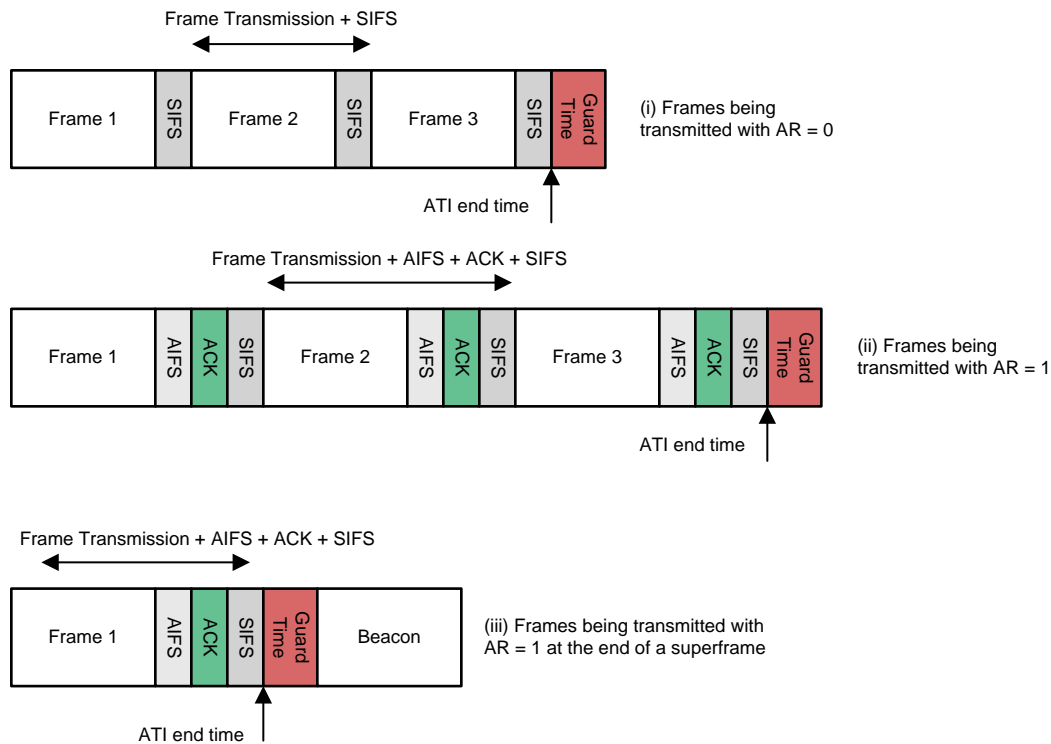 Frame Transmission + SIFS
Frame 1
SIFS
Frame 2
SIFS
Frame 3
SIFS
Guard
Time
(i) Frames being
transmitted with AR = 0
ATI end time
Frame Transmission + AIFS + ACK + SIFS
Frame 1
AIFS
ACK
SIFS
Frame 2
AIFS
ACK
SIFS
Frame 3
AIFS
ACK
SIFS
Guard
Time
(ii) Frames being
transmitted with AR = 1
ATI end time
Frame Transmission + AIFS + ACK + SIFS
Frame 1
AIFS
ACK
SIFS
Guard
Time
Beacon
(iii) Frames being transmitted with
AR = 1 at the end of a superframe
ATI end time